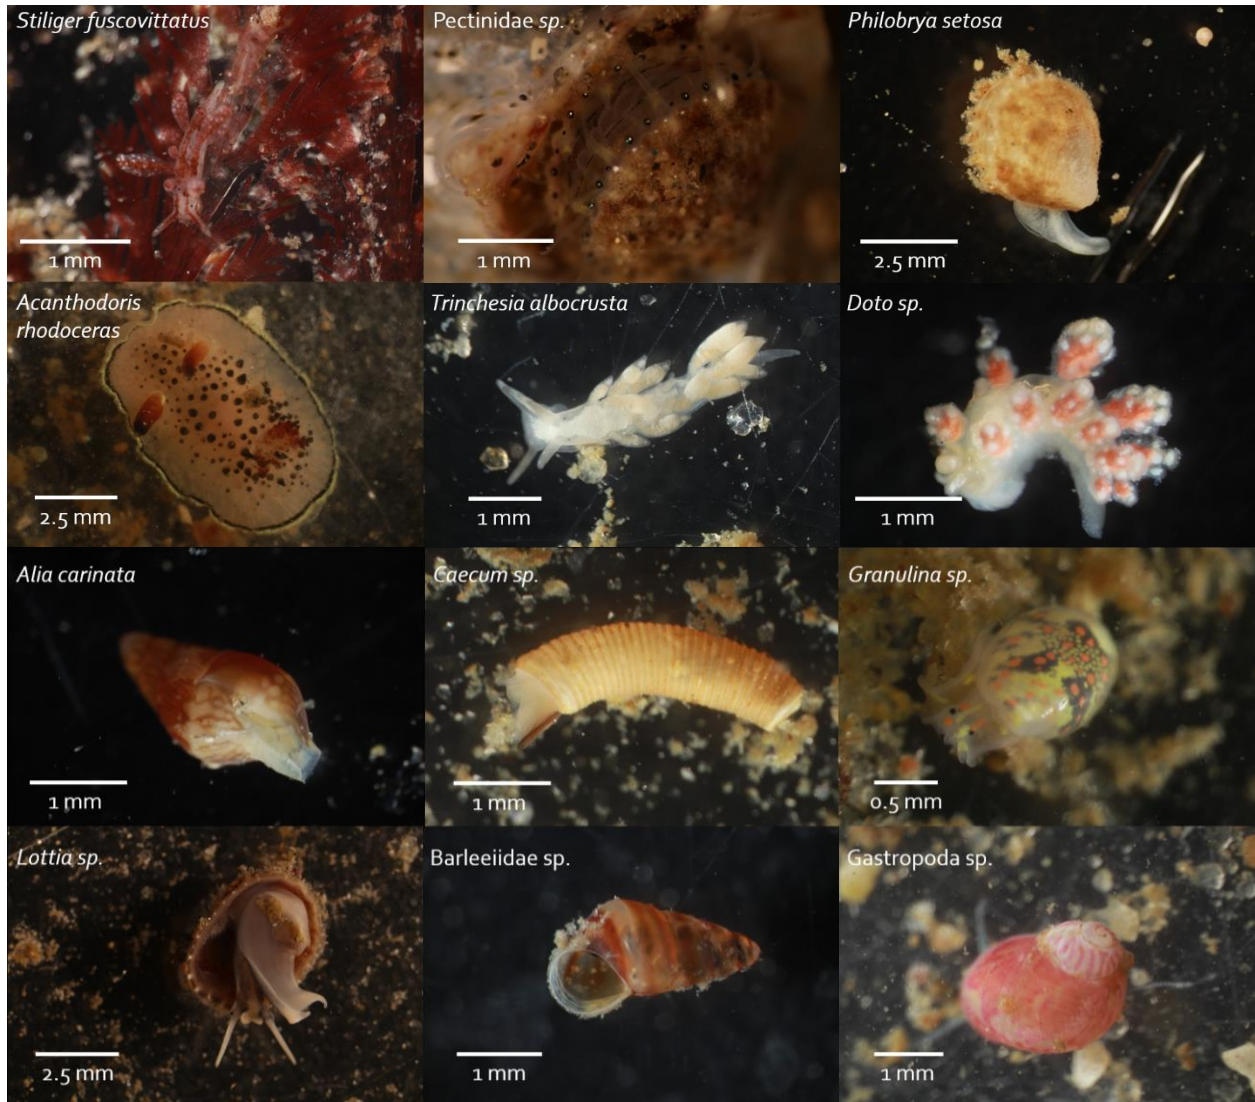 Stiliger fuscovittatus
1 mm
Pectinidae sp.
1 mm
Philobrya setosa
2.5 mm
Acanthodoris
rhodoceras
2.5 mm
Trinchesia albocrusta
1 mm
Doto sp.
1 mm
Alia carinata
1 mm
Caecum sp.
1 mm
Granulina sp.
0.5 mm
Lottia sp.
2.5 mm
Barleeiidae sp.
1 mm
Gastropoda sp.
1 mm